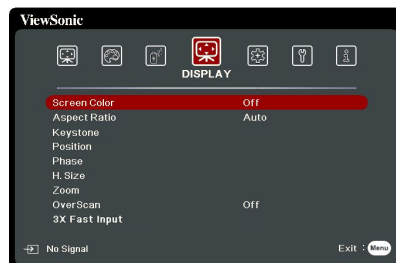 ViewSonic
DISPLAY
Screen Color Off
Aspect Ratio Auto
Keystone
Position
Phase
H. Size
Zoom
OverScan Off
3X Fast Input
No Signal Exit : Menu